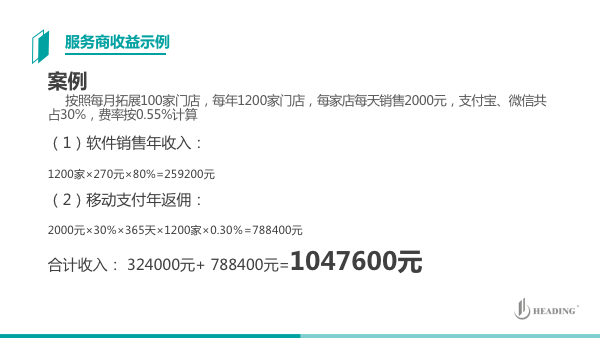 服务商收益示例
案例
按照每月拓展100家门店，每年1200家门店，每家店每天销售2000元，支付宝、微信共
占30%，费率按0.55%计算
（1）软件销售年收入：
1200家×270元×80%=259200元
（2）移动支付年返佣：
2000元×30%×365天×1200家×0.30%=788400元
合计收入： 324000元+ 788400元=1047600元
HEADING